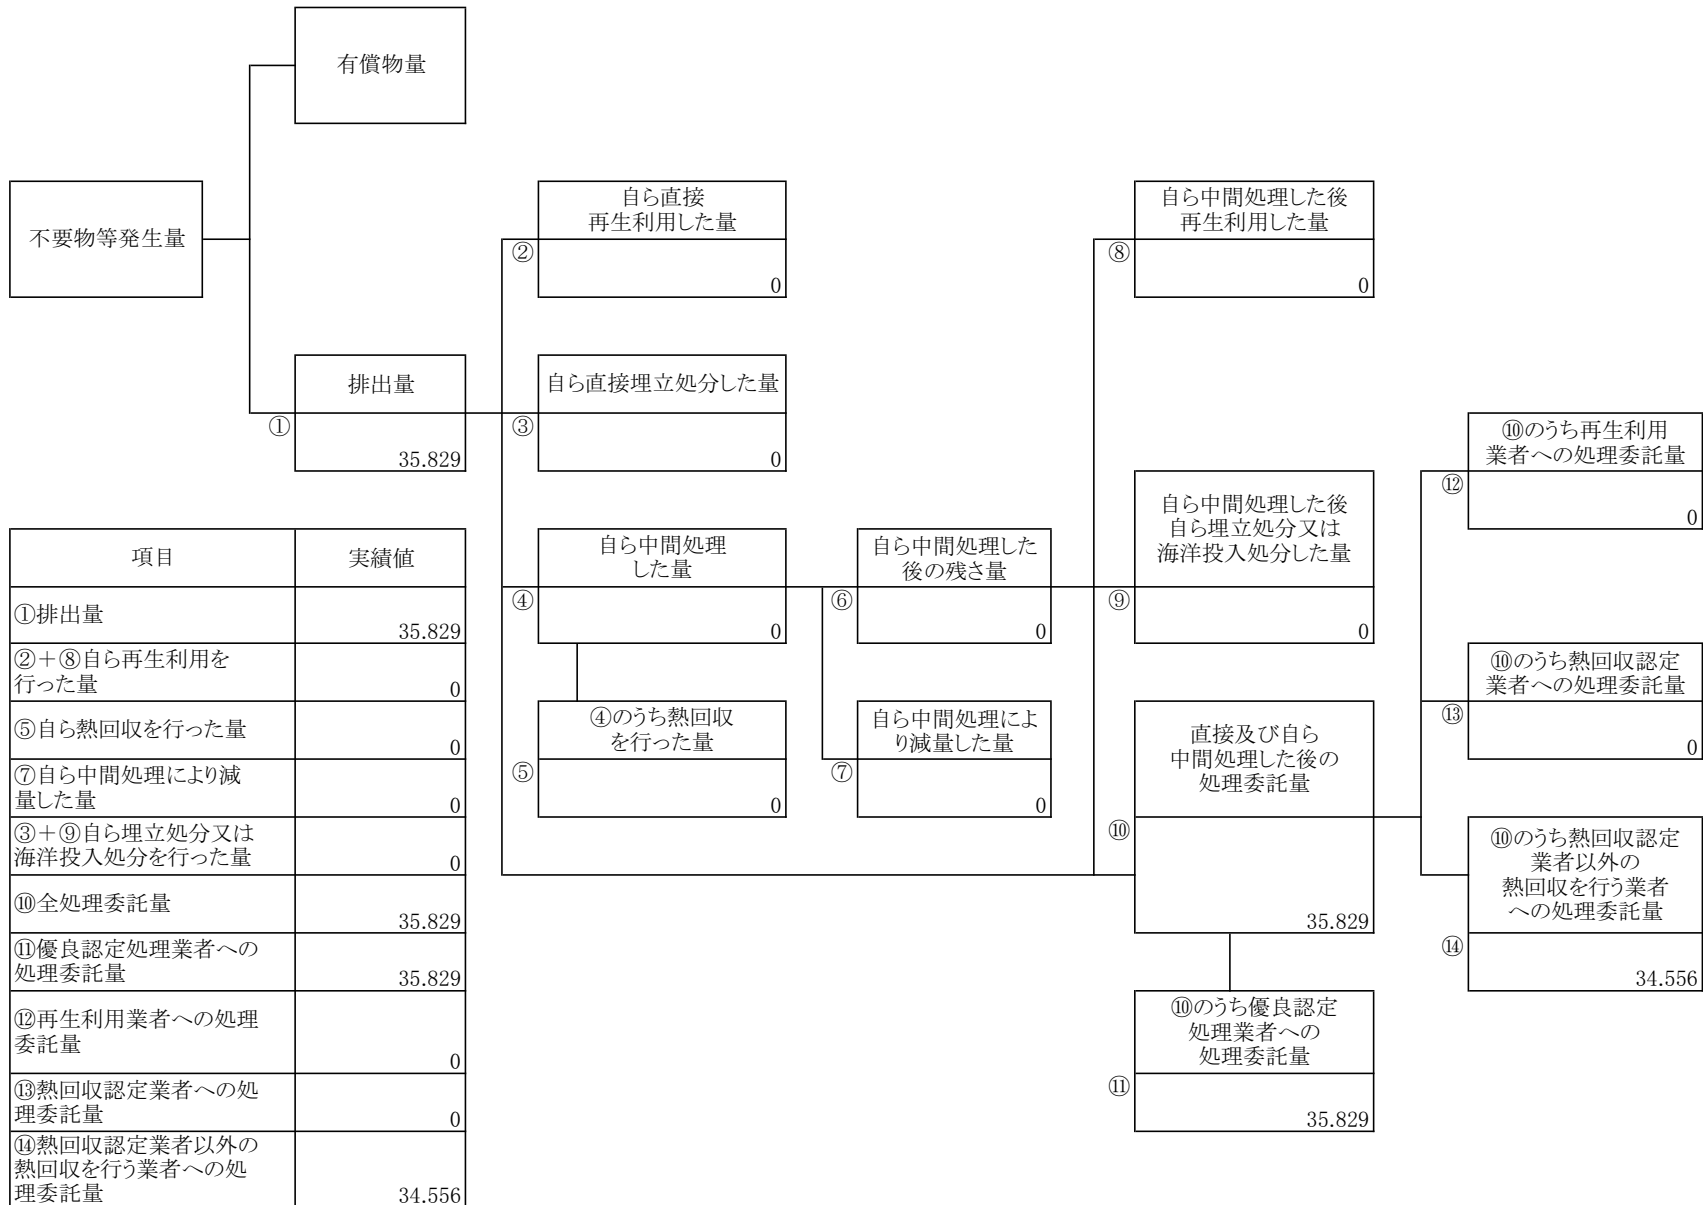 有償物量
不要物等発生量
自ら直接
再生利用した量
②
0
自ら中間処理した後
再生利用した量
⑧
0
排出量
①
35.829
自ら直接埋立処分した量
③
0
⑩のうち再生利用
業者への処理委託量
⑫
0
自ら中間処理
した量
④
0
自ら中間処理した
後の残さ量
⑥
0
自ら中間処理した後
自ら埋立処分又は
海洋投入処分した量
⑨
0
④のうち熱回収
を行った量
⑤
0
自ら中間処理によ
り減量した量
⑦
0
直接及び自ら
中間処理した後の
処理委託量
⑩
35.829
⑩のうち熱回収認定
業者への処理委託量
⑬
0
⑩のうち熱回収認定
業者以外の
熱回収を行う業者
への処理委託量
⑭
34.556
⑩のうち優良認定
処理業者への
処理委託量
⑪
35.829
項目 実績値
①排出量
35.829
②＋⑧自ら再生利用を
行った量
0
⑤自ら熱回収を行った量
0
⑦自ら中間処理により減
量した量
0
③＋⑨自ら埋立処分又は
海洋投入処分を行った量
0
⑩全処理委託量
35.829
⑪優良認定処理業者への
処理委託量
35.829
⑫再生利用業者への処理
委託量
0
⑬熱回収認定業者への処
理委託量
0
⑭熱回収認定業者以外の
熱回収を行う業者への処
理委託量
34.556